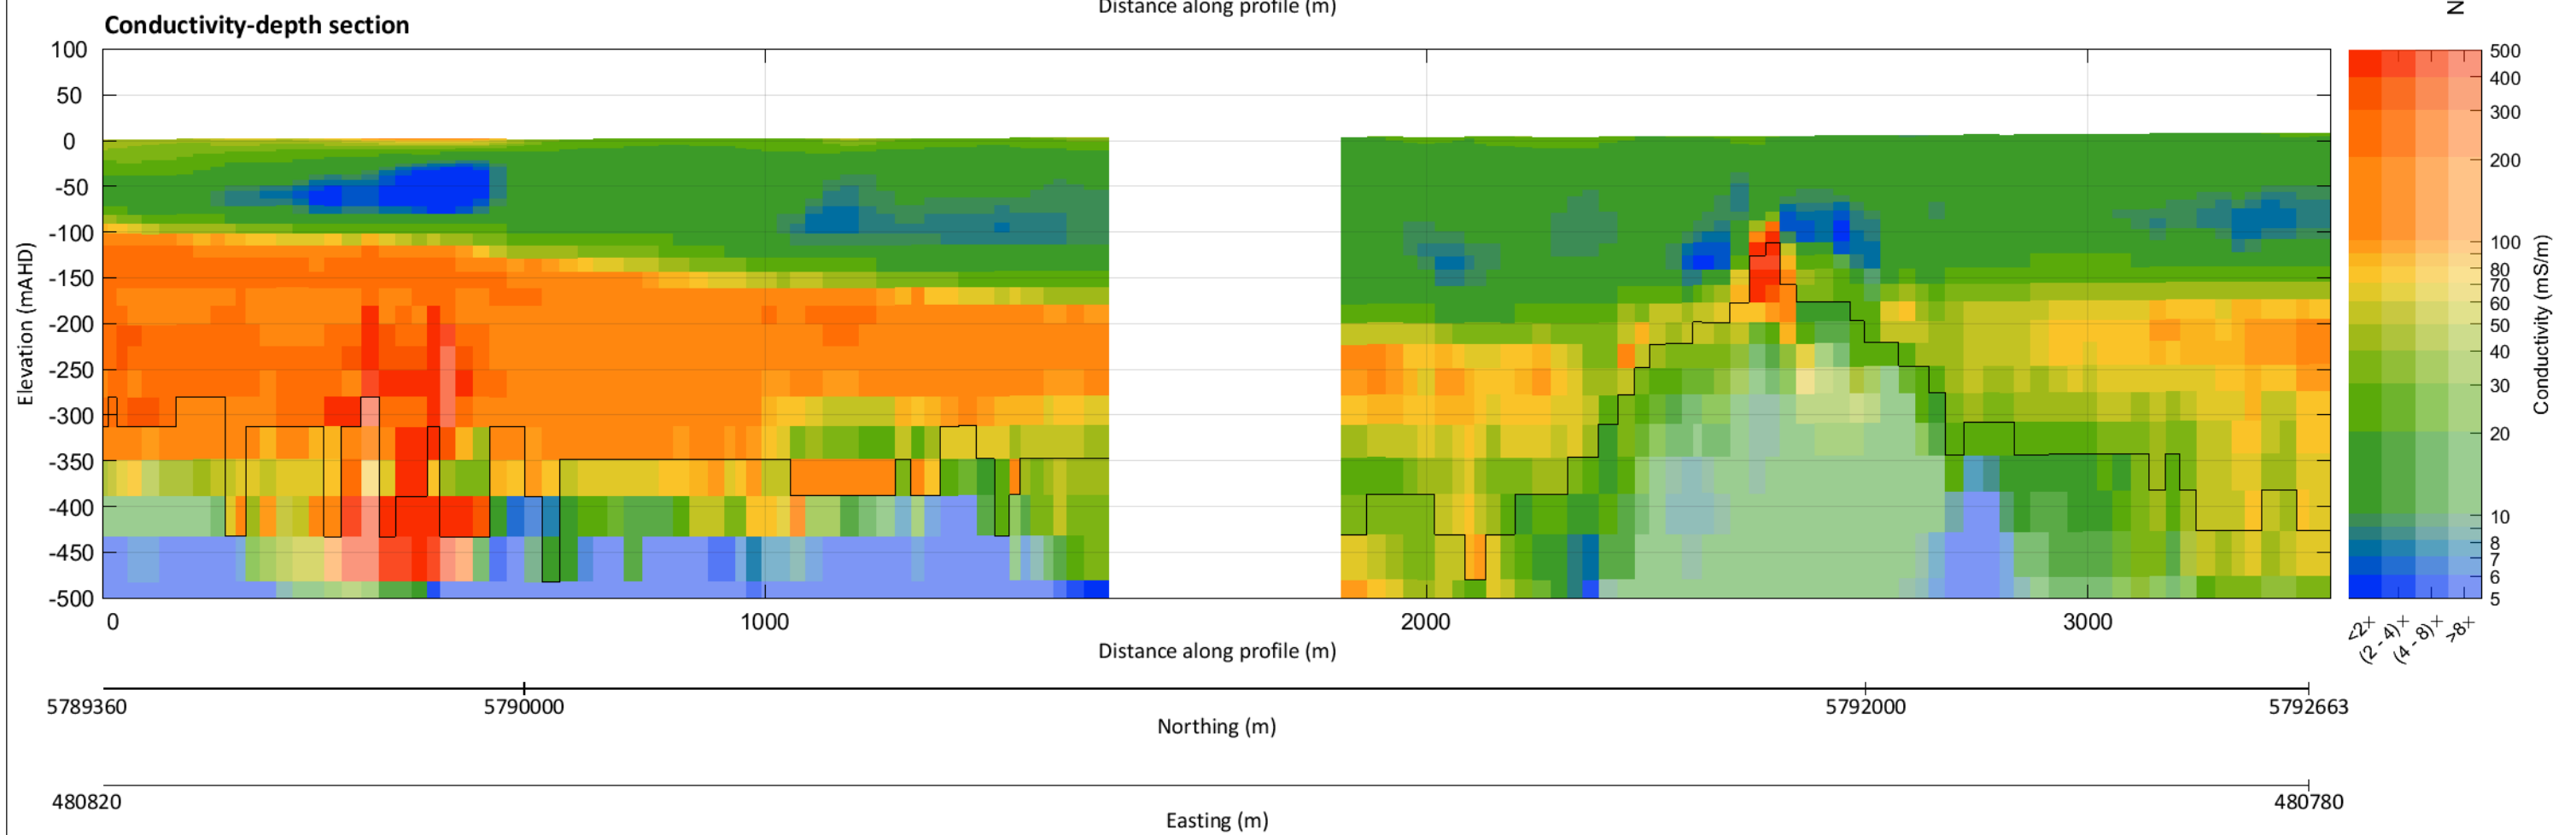 Distance along profile (m)
N
Conductivity-depth section
100
50
0
-50
-100
-150
-200
-250
-300
-350
-400
-450
-500
Elevation (mAHD)
0 1000 2000 3000
Distance along profile (m)
500
400
300
200
100
80
70
60
50
40
30
20
10
8
7
6
5
Conductivity (mS/m)
<2×
(2 - 4)×
(4 - 8)×
>8×
5789360 5790000 5792000 5792663
Northing (m)
480820 480780
Easting (m)